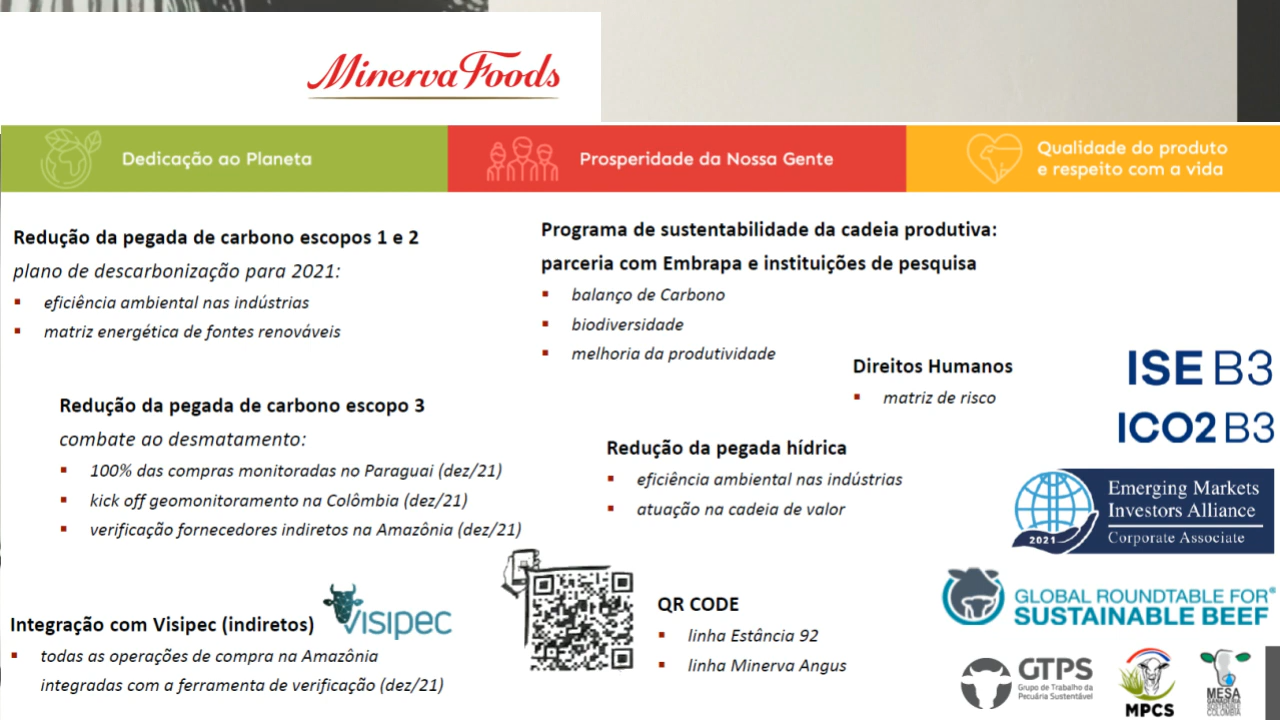 Minerva Foods
Dedicação ao Planeta
Prosperidade da Nossa Gente
Qualidade do produto
e respeito com a vida
Redução da pegada de carbono escopos 1 e 2
plano de descarbonização para 2021:
▪ eficiência ambiental nas indústrias
▪ matriz energética de fontes renováveis
Redução da pegada de carbono escopo 3
combate ao desmatamento:
▪ 100% das compras monitoradas no Paraguai (dez/21)
▪ kick off geomonitoramento na Colômbia (dez/21)
▪ verificação fornecedores indiretos na Amazônia (dez/21)
Integração com Visipec (indiretos)
VISIPEC
▪ todas as operações de compra na Amazônia
integradas com a ferramenta de verificação (dez/21)
Programa de sustentabilidade da cadeia produtiva:
parceria com Embrapa e instituições de pesquisa
▪ balanço de Carbono
▪ biodiversidade
▪ melhoria da produtividade
Direitos Humanos
▪ matriz de risco
Redução da pegada hídrica
▪ eficiência ambiental nas indústrias
▪ atuação na cadeia de valor
QR CODE
▪ linha Estância 92
▪ linha Minerva Angus
ISE B3
ICO2 B3
2021
Emerging Markets
Investors Alliance
Corporate Associate
GLOBAL ROUNDTABLE FOR®
SUSTAINABLE BEEF
GTPS
Grupo de Trabalho da
Pecuária Sustentável
MPCS
MESA
GANADERÍA
SOSTENIBLE
COLOMBIA